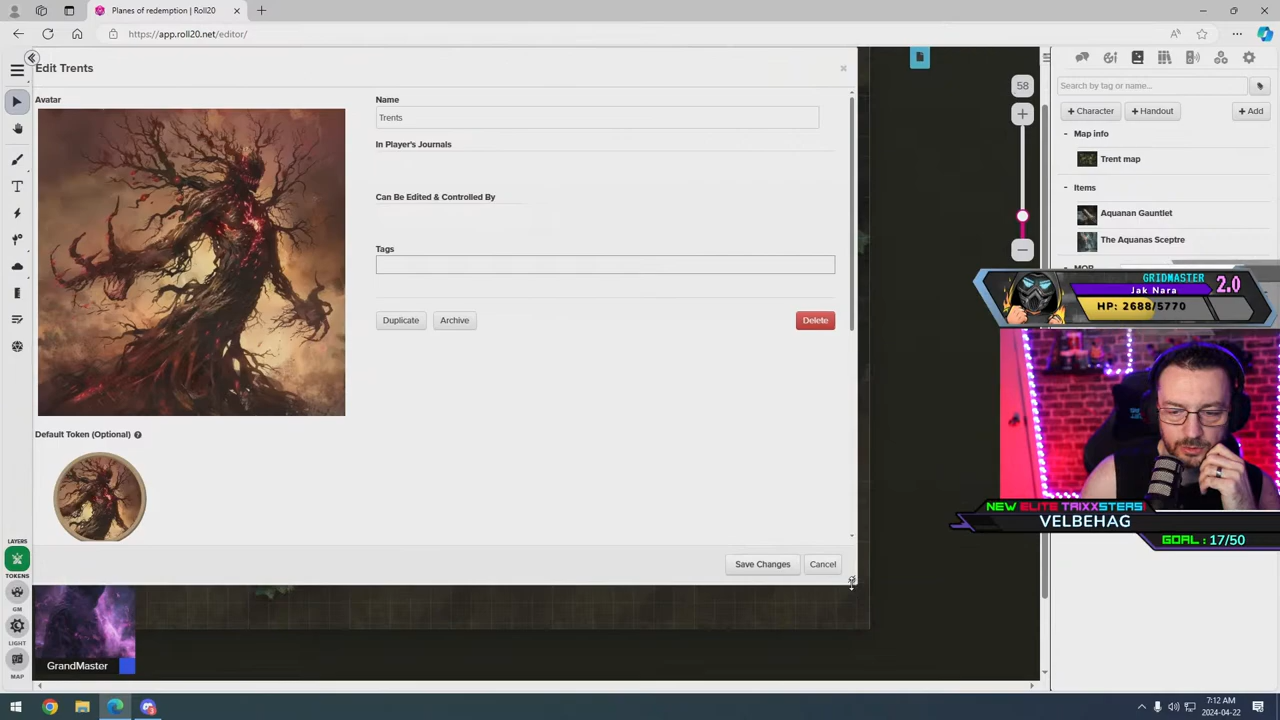 Planes of redemption | Roll20
https://app.roll20.net/editor/
Edit Trents
Avatar
Name
Trents
In Player's Journals
Can Be Edited & Controlled By
Tags
Duplicate
Archive
Delete
Default Token (Optional)
Save Changes
Cancel
LAYERS
TOKENS
GM
LIGHT
MAP
GrandMaster
58
Search by tag or name...
+ Character
+ Handout
+ Add
Map info
Trent map
Items
Aquanan Gauntlet
The Aquanas Sceptre
MOB
GRIDMASTER
2.0
Jak Nara
HP: 2688/5770
NEW ELITE TRIXXSTERS!
VELBEHAG
GOAL : 17/50
7:12 AM
2024-04-22